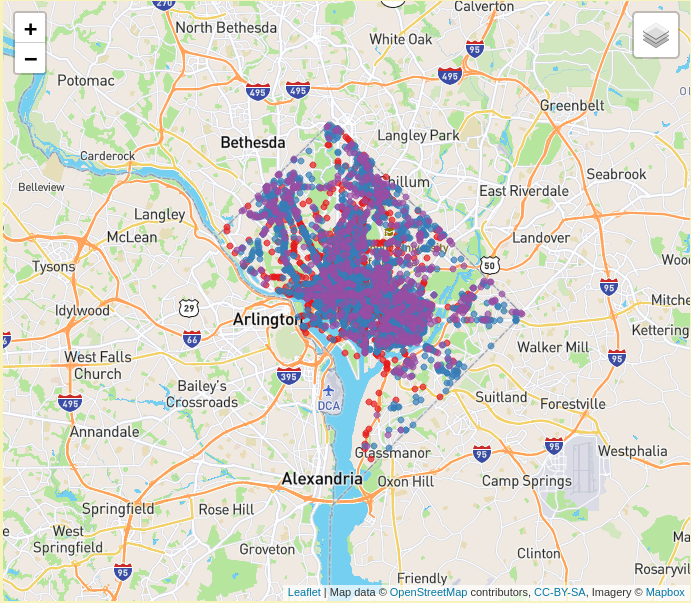 270
Calverton
+
North Bethesda
White Oak
95
−
495
Potomac
495
495
Greenbelt
Bethesda
Langley Park
Carderock
Seabrook
hillum
Belleview
East Riverdale
Langley
McLean
Landover
Tysons
50
95
Idylwood
29
Arlington
Mitche
Kettering
66
Walker Mill
95
West Falls
Church
395
Bailey's
Crossroads
DCA
Suitland
Forestville
495
Annandale
95
95
Westphalia
Glassmanor
Alexandria
Oxon Hill
Camp Springs
Springfield
Rose Hill
West
Springfield
Groveton
Clinton
95
Rosaryvil
Friendly
Leaflet | Map data © OpenStreetMap contributors, CC-BY-SA, Imagery © Mapbox